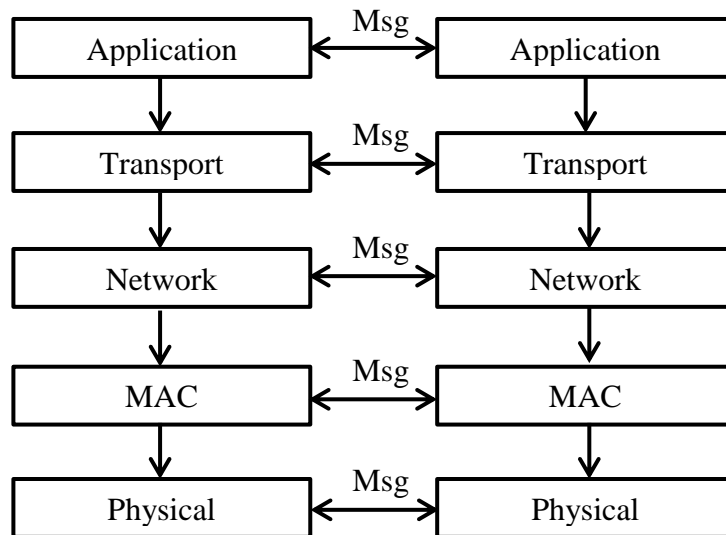 Msg
Application Application
Msg
Transport Transport
Msg
Network Network
Msg
MAC MAC
Msg
Physical Physical